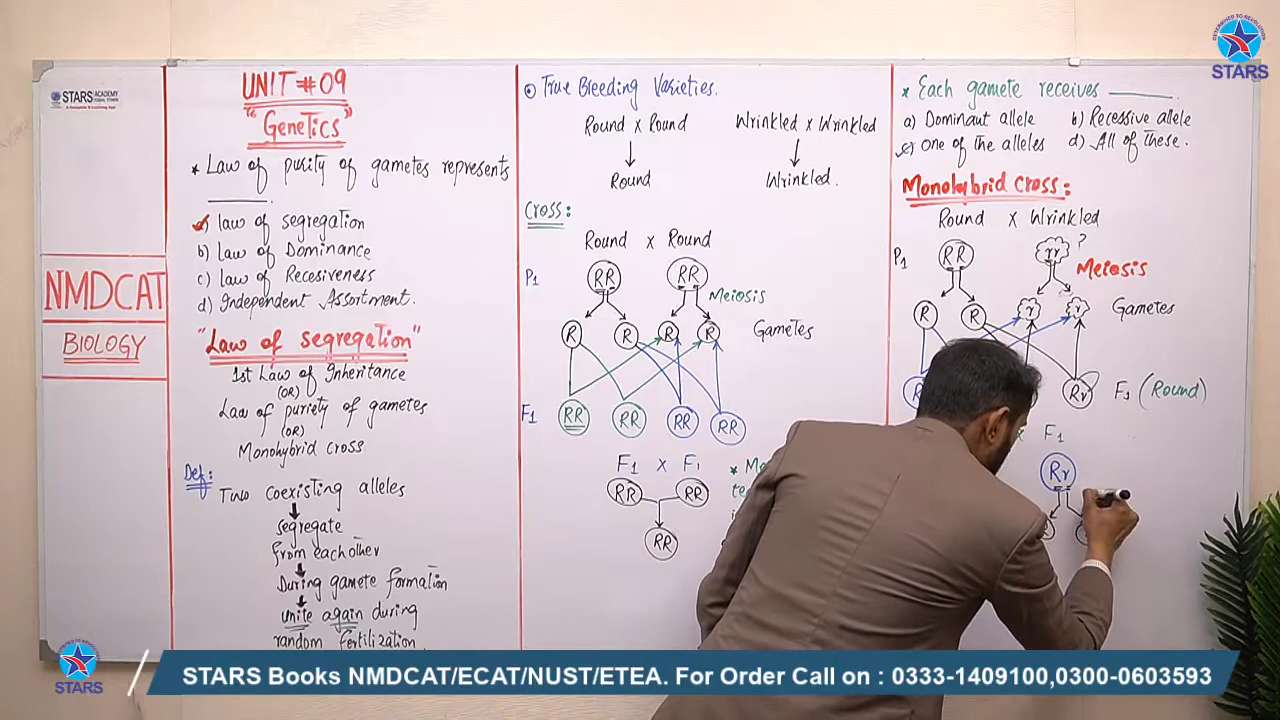 DETERMINED TO REVOLUTION
STARS
STARS ACADEMY
UNIT # 09
"Genetics"
* Law of purity of gametes represents
a) law of segregation
b) law of Dominance
c) law of Recesiveness
d) Independent Assortment.
NMDCAT
BIOLOGY
"Law of segregation"
1st Law of Inheritance
(OR)
Law of puriety of gametes
(OR)
Monohybrid cross
Def:
Two coexisting alleles
segregate
from each other
During gamete formation
unite again during
random fertilization
True Breeding Varieties.
Round x Round Wrinkled x Wrinkled
Round Wrinkled.
Cross:
Round x Round
P1 RR RR
Meiosis
R R R R Gametes
F1 RR RR RR RR
F1 x F1
RR RR
RR
* Each gamete receives ______.
a) Dominant allele b) Recessive allele
c) One of the alleles d) All of these.
Monohybrid cross:
Round x Wrinkled
P1 RR rr ?
Meiosis
R R r r Gametes
Rr F1 (Round)
x F1
Rr
STARS
STARS Books NMDCAT/ECAT/NUST/ETEA. For Order Call on : 0333-1409100,0300-0603593